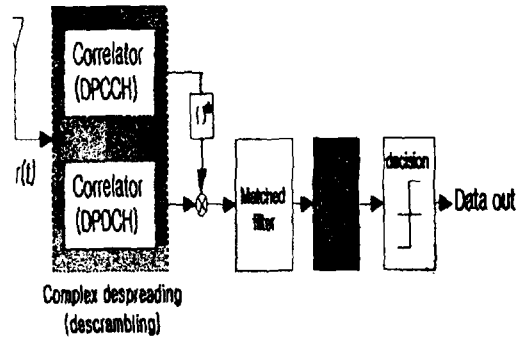 Correlator
(DPCCH)
( )*
r(t)
Correlator
(DPDCH)
Matched
filter
decision
Data out
Complex despreading
(descrambling)